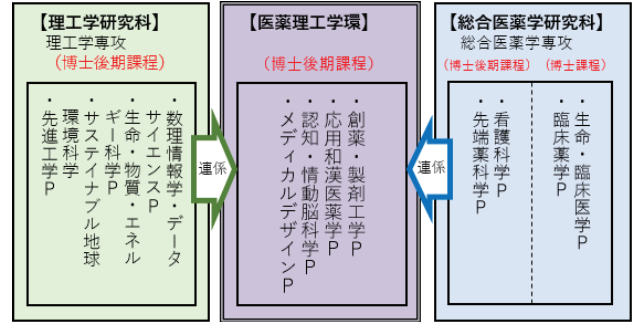 【理工学研究科】
理工学専攻
(博士後期課程)
・数理情報学・データ
サイエンスP
・生命・物質・エネル
ギー科学P
・サステイナブル地球
環境科学
・先進工学P
連係
【医薬理工学環】
(博士後期課程)
・創薬・製剤工学P
・応用和漢医薬学P
・認知・情動脳科学P
・メディカルデザインP
連係
【総合医薬学研究科】
総合医薬学専攻
(博士後期課程)
(博士課程)
・生命・臨床医学P
・臨床薬学P
・看護科学P
・先端薬科学P